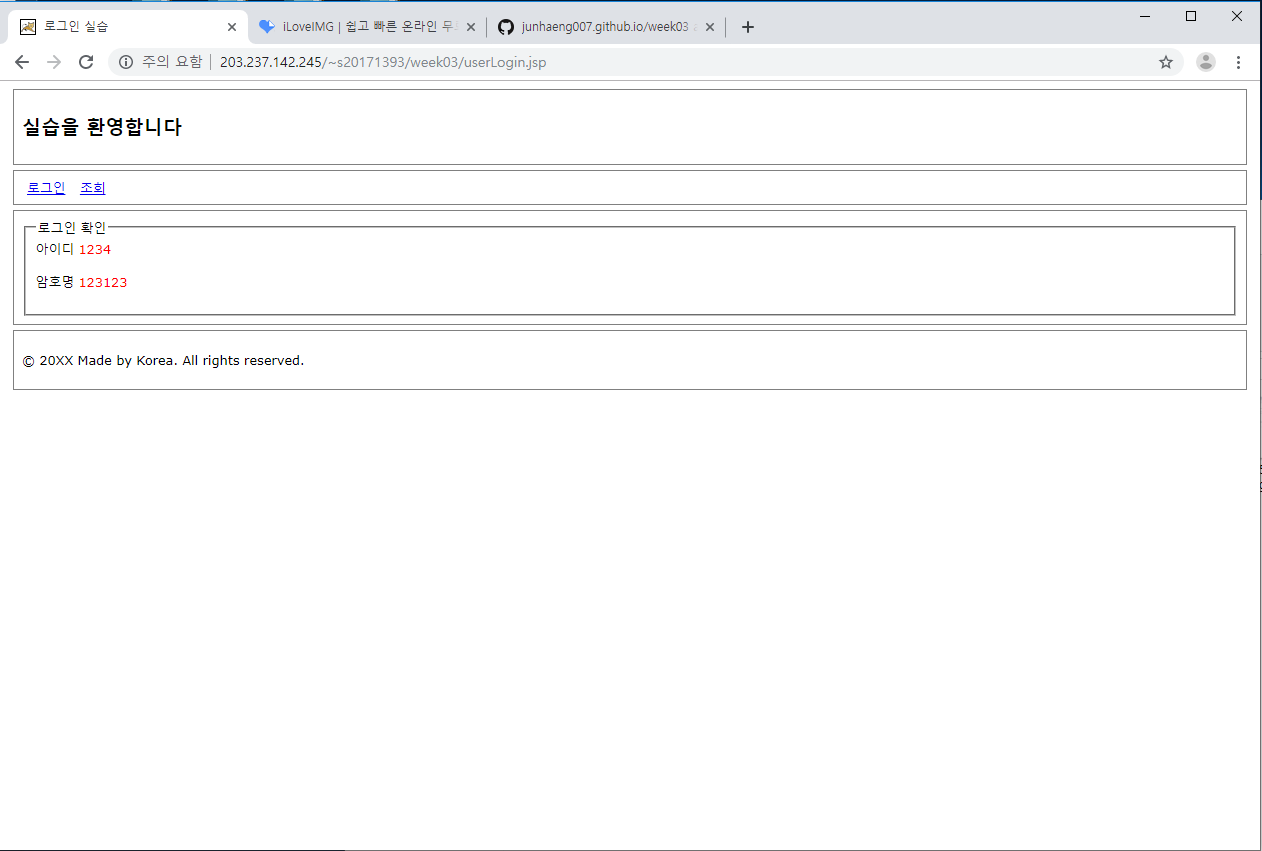 로그인 실습
iLoveIMG | 쉽고 빠른 온라인 무
junhaeng007.github.io/week03
주의 요함 | 203.237.142.245/~s20171393/week03/userLogin.jsp
실습을 환영합니다
로그인 조회
로그인 확인
아이디 1234
암호명 123123
© 20XX Made by Korea. All rights reserved.